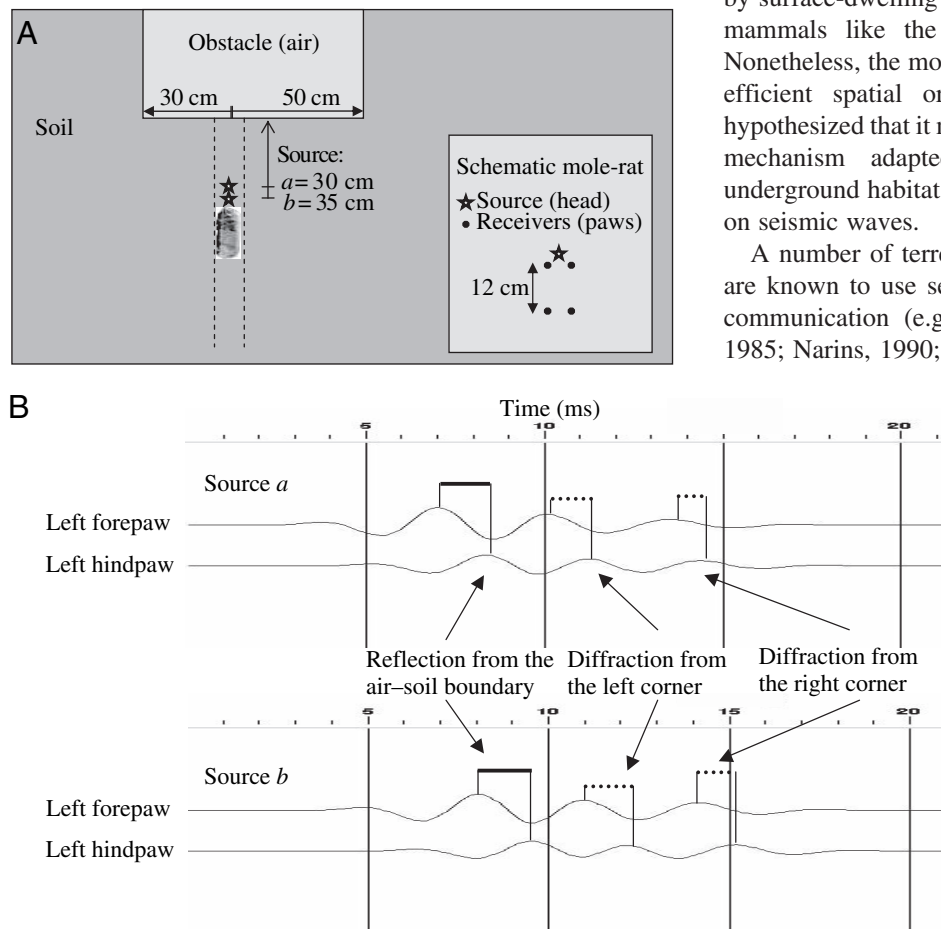 A
Obstacle (air)
30 cm
50 cm
Soil
Source:
a= 30 cm
b= 35 cm
Schematic mole-rat
Source (head)
Receivers (paws)
12 cm
by surface-dwelling
mammals like the
Nonetheless, the mo
efficient spatial or
hypothesized that it r
mechanism adapte
underground habitat
on seismic waves.
A number of terre
are known to use se
communication (e.g
1985; Narins, 1990;
B
Time (ms)
5 10 20
Source a
Left forepaw
Left hindpaw
Reflection from the
air–soil boundary
Diffraction from
the left corner
Diffraction from
the right corner
5 10 15 20
Source b
Left forepaw
Left hindpaw